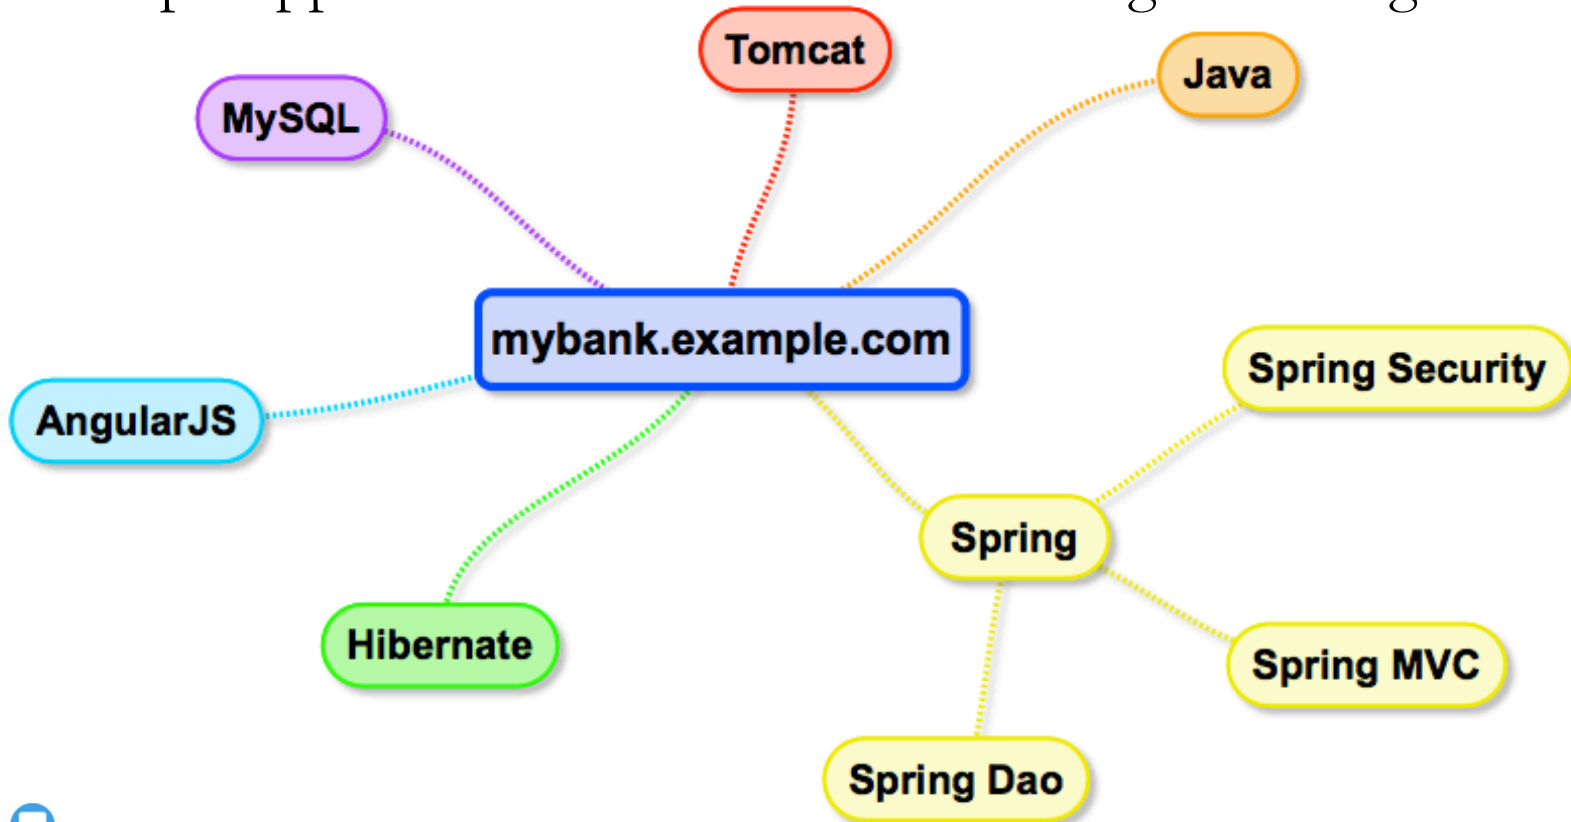 Tomcat
Java
MySQL
mybank.example.com
Spring Security
AngularJS
Spring
Hibernate
Spring MVC
Spring Dao